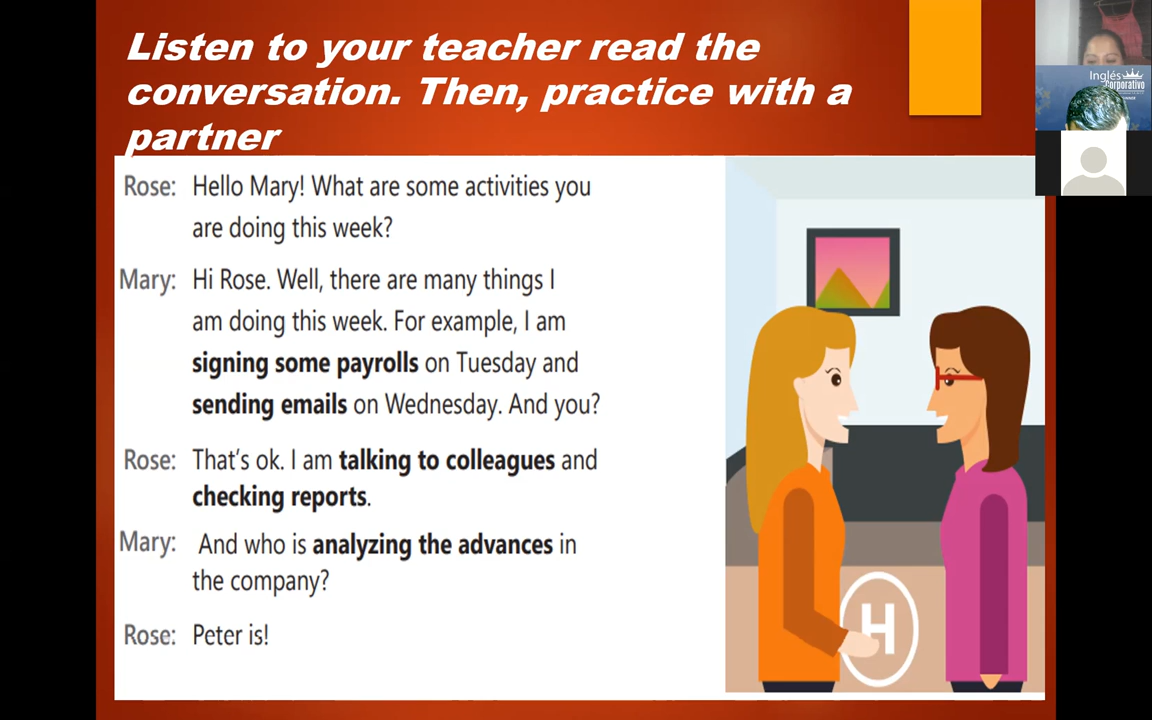 Listen to your teacher read the
conversation. Then, practice with a
partner
Rose: Hello Mary! What are some activities you
are doing this week?
Mary: Hi Rose. Well, there are many things I
am doing this week. For example, I am
signing some payrolls on Tuesday and
sending emails on Wednesday. And you?
Rose: That's ok. I am talking to colleagues and
checking reports.
Mary: And who is analyzing the advances in
the company?
Rose: Peter is!
H
Inglés
Corporativo